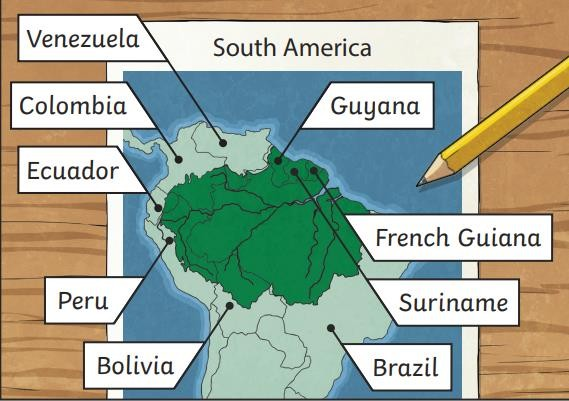 South America
Venezuela
Colombia
Ecuador
Peru
Bolivia
Guyana
French Guiana
Suriname
Brazil